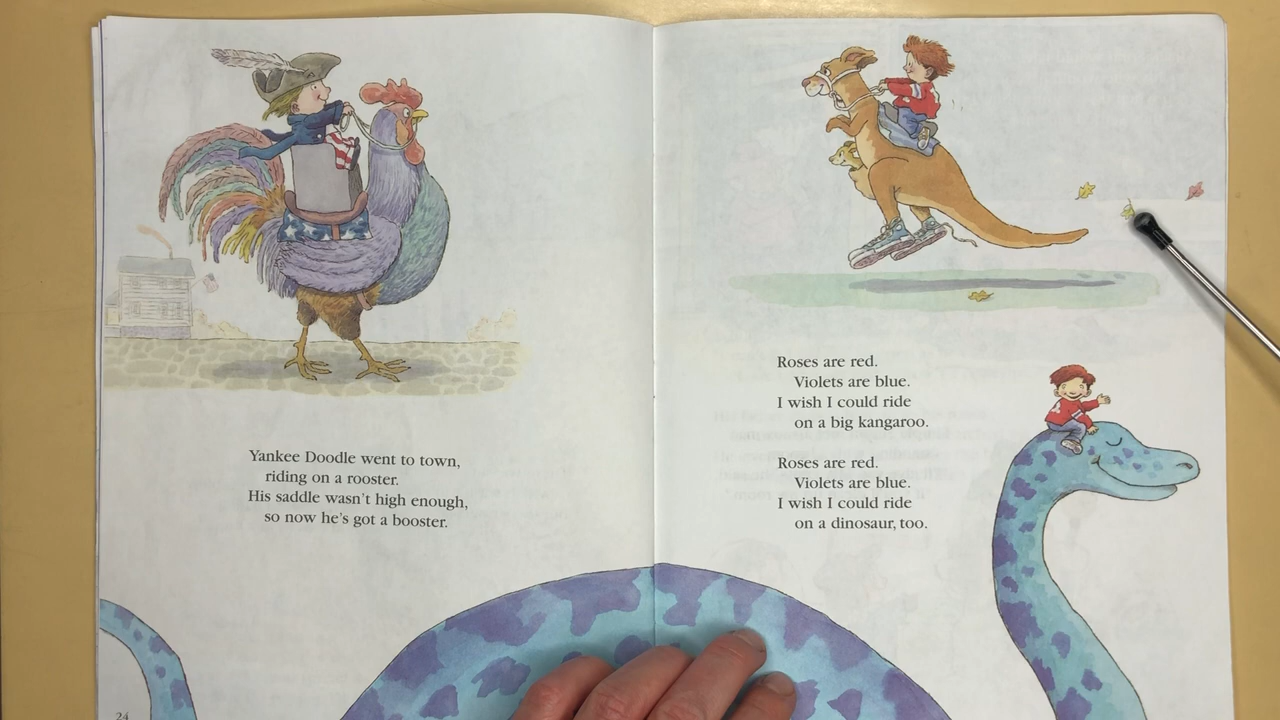 Yankee Doodle went to town,
riding on a rooster.
His saddle wasn't high enough,
so now he's got a booster.
24
Roses are red.
Violets are blue.
I wish I could ride
on a big kangaroo.
Roses are red.
Violets are blue.
I wish I could ride
on a dinosaur, too.